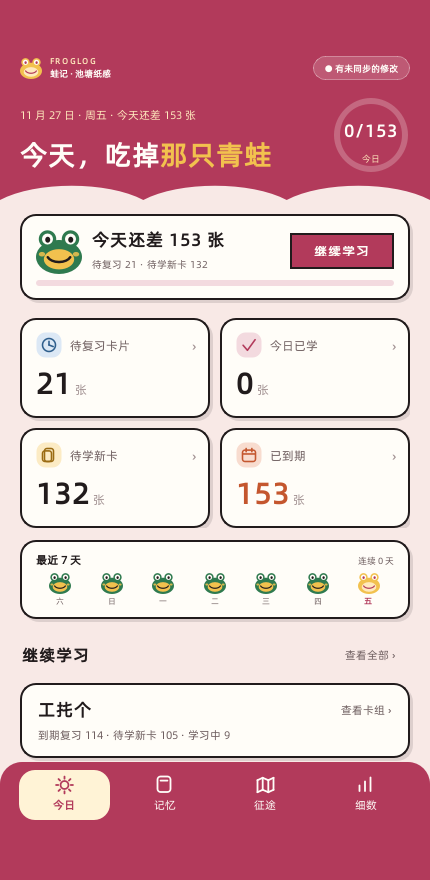 FROGLOG
蛙记 · 池塘纸感
● 有未同步的修改
11 月 27 日 · 周五 · 今天还差 153 张
今天，吃掉那只青蛙
0/153
今日
今天还差 153 张
待复习 21 · 待学新卡 132
继续学习
待复习卡片 ›
21 张
今日已学 ›
0 张
待学新卡 ›
132 张
已到期 ›
153 张
最近 7 天
连续 0 天
六 日 一 二 三 四 五
继续学习
查看全部 ›
工扥个
查看卡组 ›
到期复习 114 · 待学新卡 105 · 学习中 9
今日
记忆
征途
细数